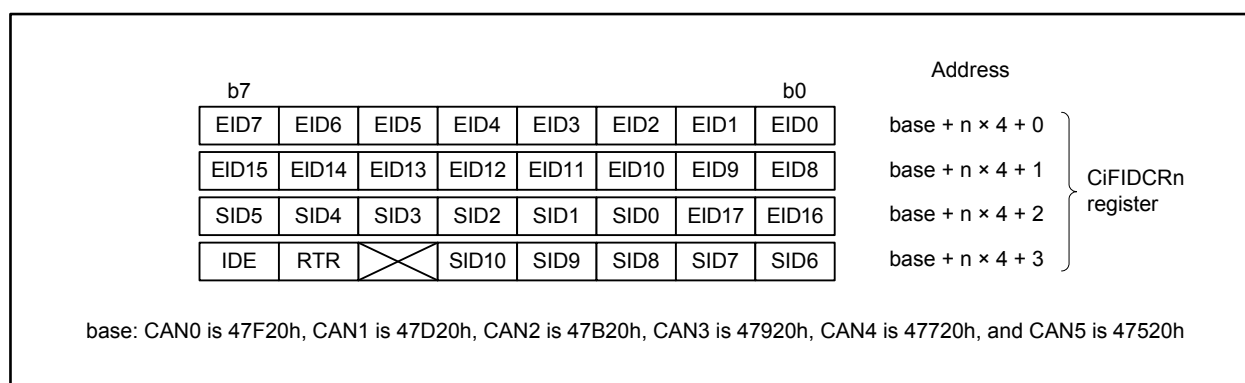 Address
b7 b0
EID7 EID6 EID5 EID4 EID3 EID2 EID1 EID0 base + n × 4 + 0
EID15 EID14 EID13 EID12 EID11 EID10 EID9 EID8 base + n × 4 + 1
SID5 SID4 SID3 SID2 SID1 SID0 EID17 EID16 base + n × 4 + 2
IDE RTR SID10 SID9 SID8 SID7 SID6 base + n × 4 + 3
CiFIDCRn
register
base: CAN0 is 47F20h, CAN1 is 47D20h, CAN2 is 47B20h, CAN3 is 47920h, CAN4 is 47720h, and CAN5 is 47520h